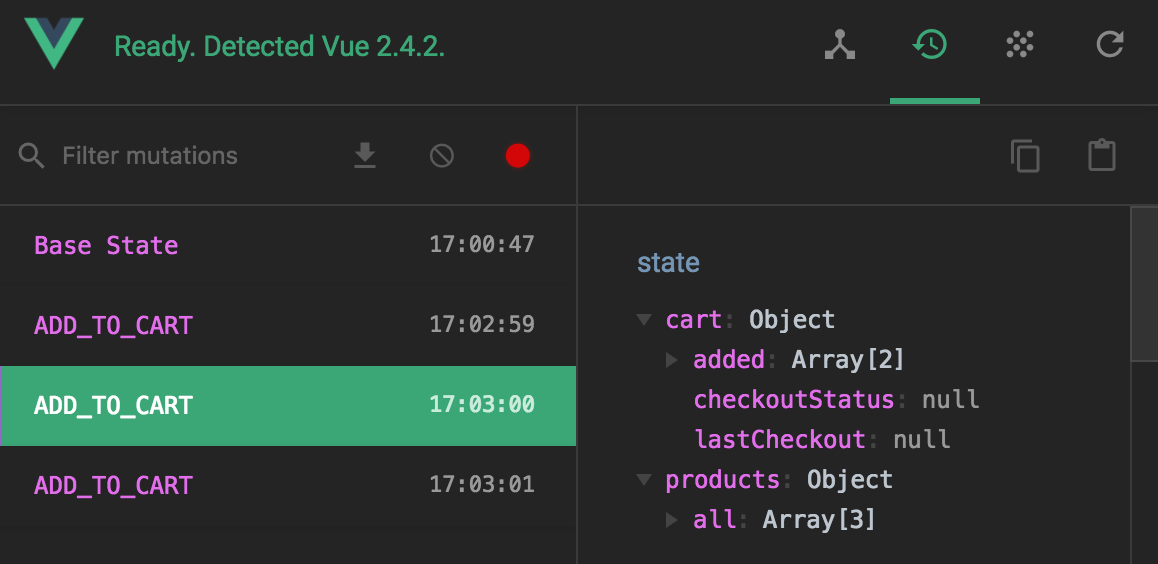 Ready. Detected Vue 2.4.2.
Filter mutations
Base State 17:00:47
ADD_TO_CART 17:02:59
ADD_TO_CART 17:03:00
ADD_TO_CART 17:03:01
state
cart: Object
added: Array[2]
checkoutStatus: null
lastCheckout: null
products: Object
all: Array[3]